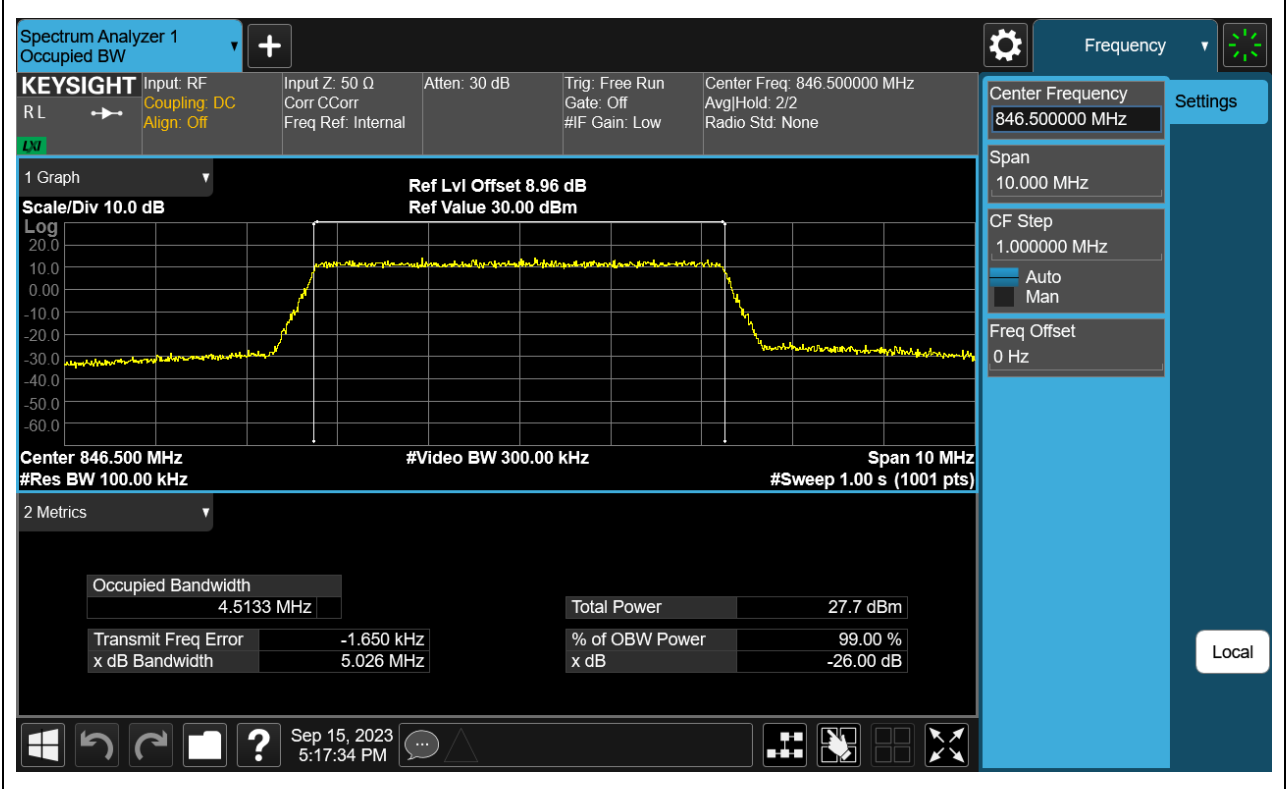 Spectrum Analyzer 1
Occupied BW
Frequency
KEYSIGHT
R L
LXI
Input: RF
Coupling: DC
Align: Off
Input Z: 50 Ω
Corr CCorr
Freq Ref: Internal
Atten: 30 dB
Trig: Free Run
Gate: Off
#IF Gain: Low
Center Freq: 846.500000 MHz
Avg|Hold: 2/2
Radio Std: None
Center Frequency
846.500000 MHz
Settings
Span
10.000 MHz
CF Step
1.000000 MHz
Auto
Man
Freq Offset
0 Hz
Local
1 Graph
Scale/Div 10.0 dB
Ref Lvl Offset 8.96 dB
Ref Value 30.00 dBm
Log
20.0
10.0
0.00
-10.0
-20.0
-30.0
-40.0
-50.0
-60.0
Center 846.500 MHz
#Video BW 300.00 kHz
Span 10 MHz
#Res BW 100.00 kHz
#Sweep 1.00 s (1001 pts)
2 Metrics
Occupied Bandwidth
4.5133 MHz
Total Power 27.7 dBm
Transmit Freq Error -1.650 kHz
% of OBW Power 99.00 %
x dB Bandwidth 5.026 MHz
x dB -26.00 dB
?
Sep 15, 2023
5:17:34 PM